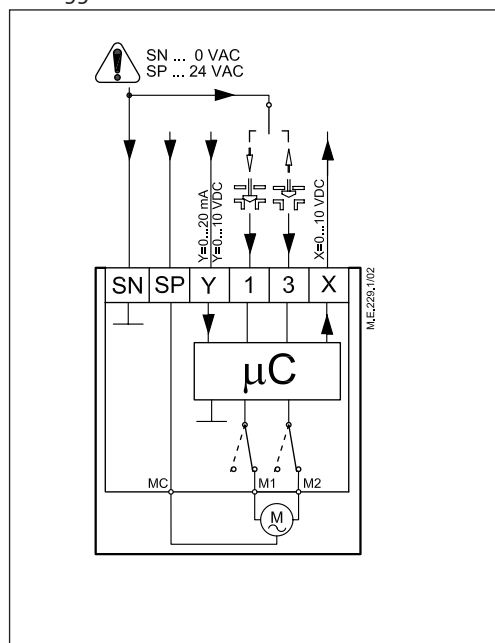 SN ... 0 VAC
SP ... 24 VAC
Y=0...20 mA
Y=0...10 VDC
X=0...10 VDC
SN SP Y 1 3 X
M.E.229.1/02
µC
MC M1 M2
M